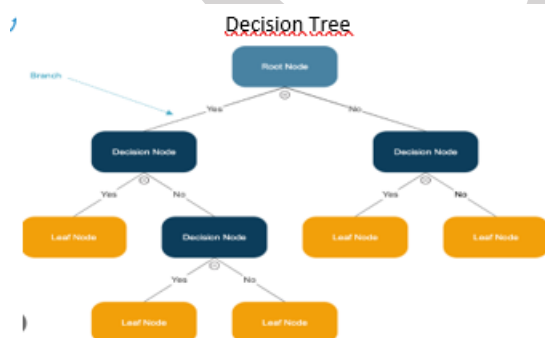 Decision Tree
Root Node
Branch
Yes
No
Decision Node
Decision Node
Yes
No
Yes
No
Leaf Node
Decision Node
Leaf Node
Leaf Node
Yes
No
Leaf Node
Leaf Node